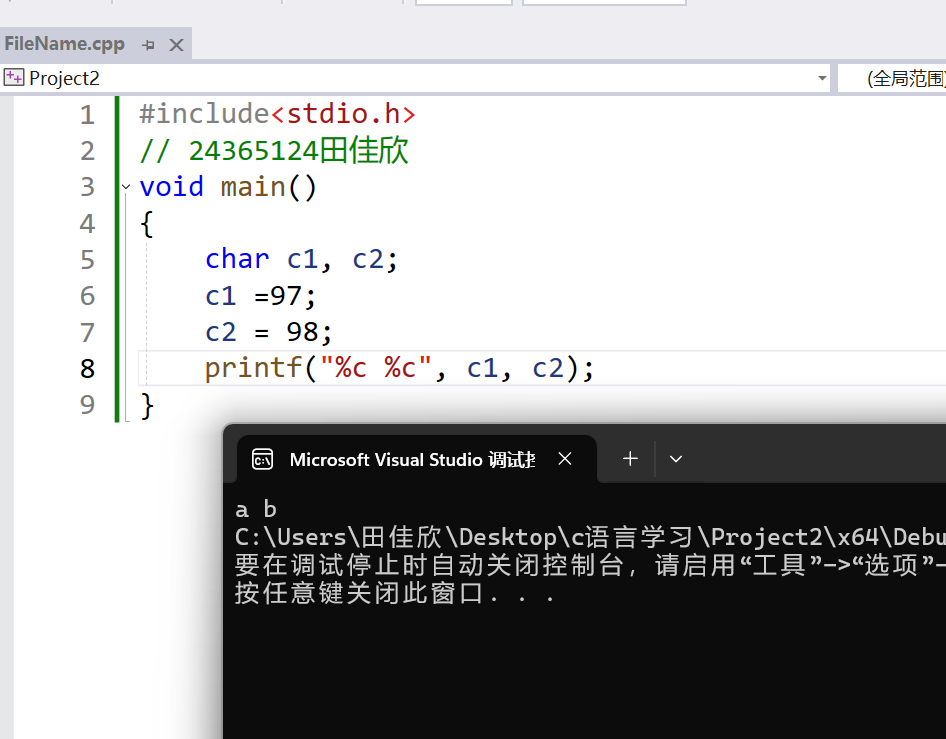 FileName.cpp
Project2
(全局范围)
1 #include<stdio.h>
2 // 24365124田佳欣
3 void main()
4 {
5 char c1, c2;
6 c1 =97;
7 c2 = 98;
8 printf("%c %c", c1, c2);
9 }
Microsoft Visual Studio 调试
a b
C:\Users\田佳欣\Desktop\c语言学习\Project2\x64\Debu
要在调试停止时自动关闭控制台，请启用“工具”->“选项”-
按任意键关闭此窗口. . .